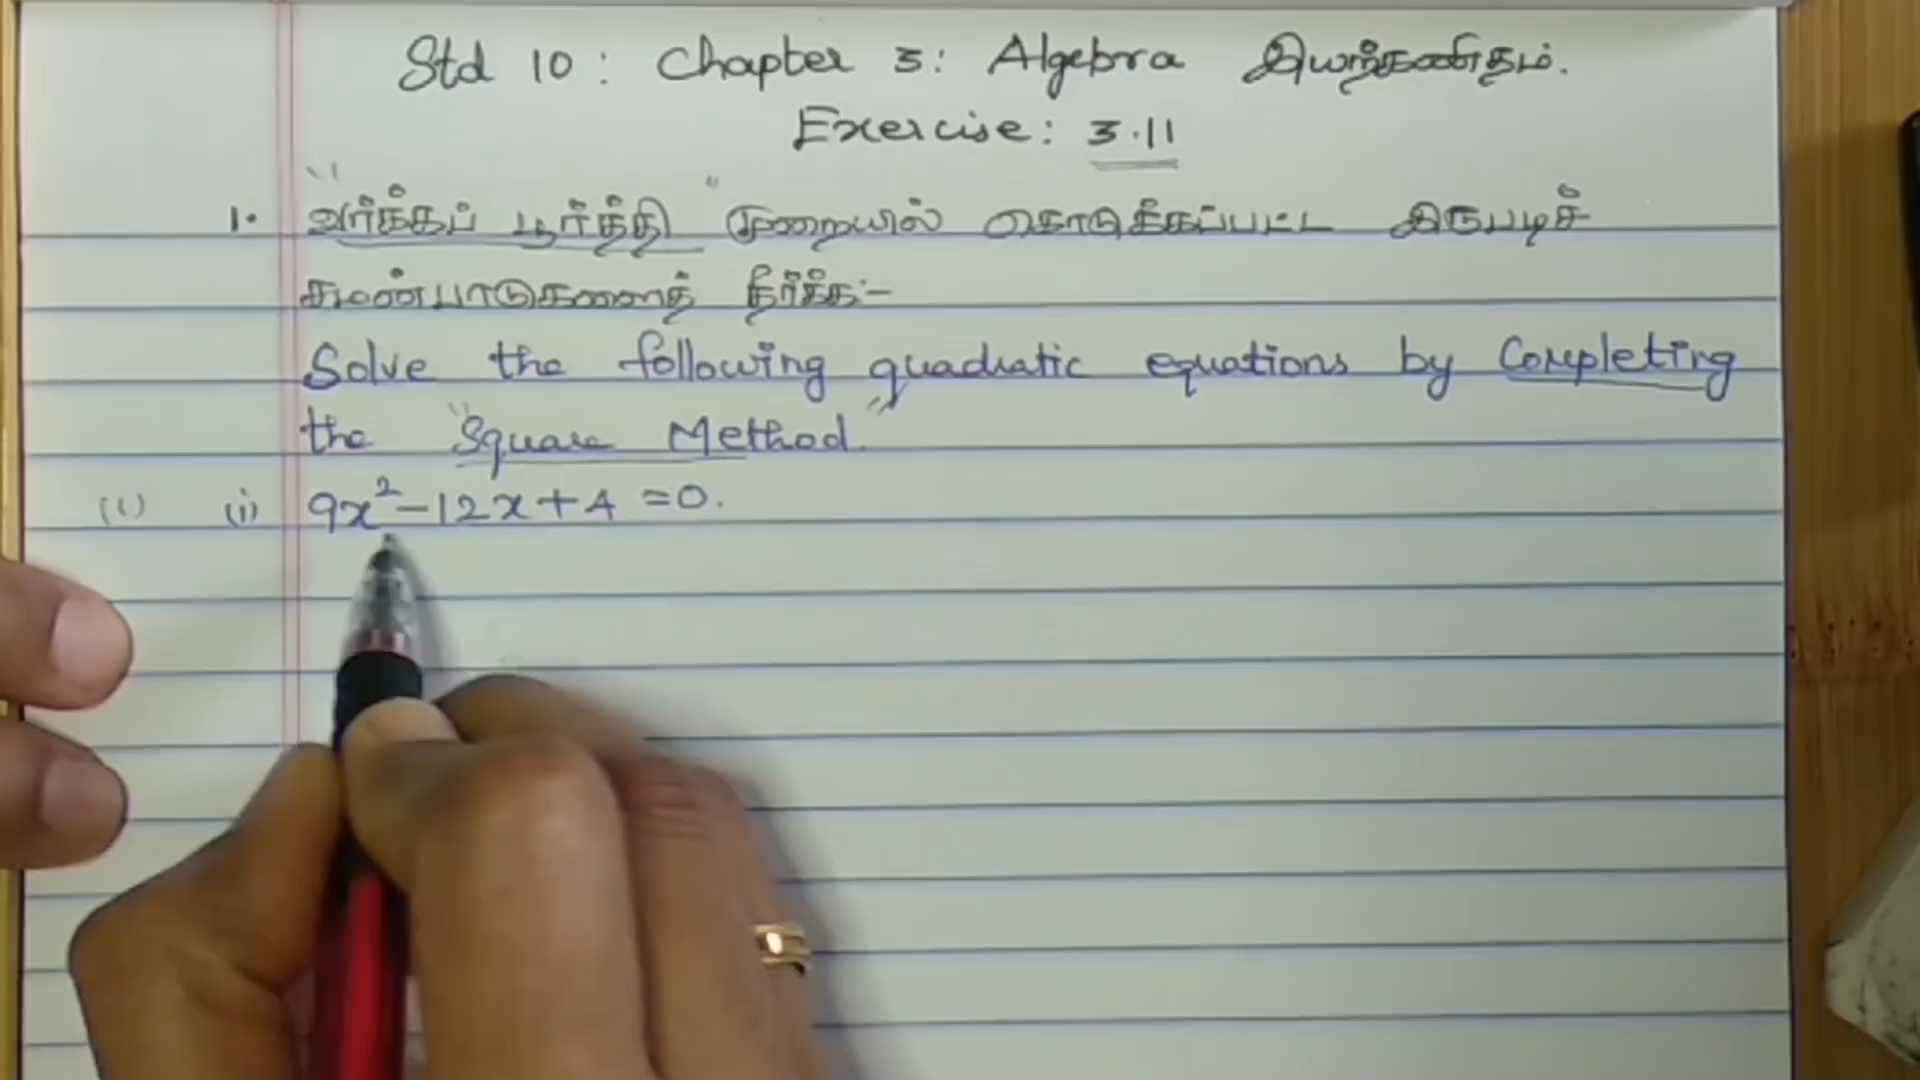 Std 10 : Chapter 3 : Algebra இயற்கணிதம்.
Exercise : 3.11
1. "வர்க்கப் பூர்த்தி" முறையில் கொடுக்கப்பட்ட இருபடிச்
சமன்பாடுகளைத் தீர்க்க:-
Solve the following quadratic equations by Completing
the "Square Method"
(1) (i) 9x² - 12x + 4 = 0.